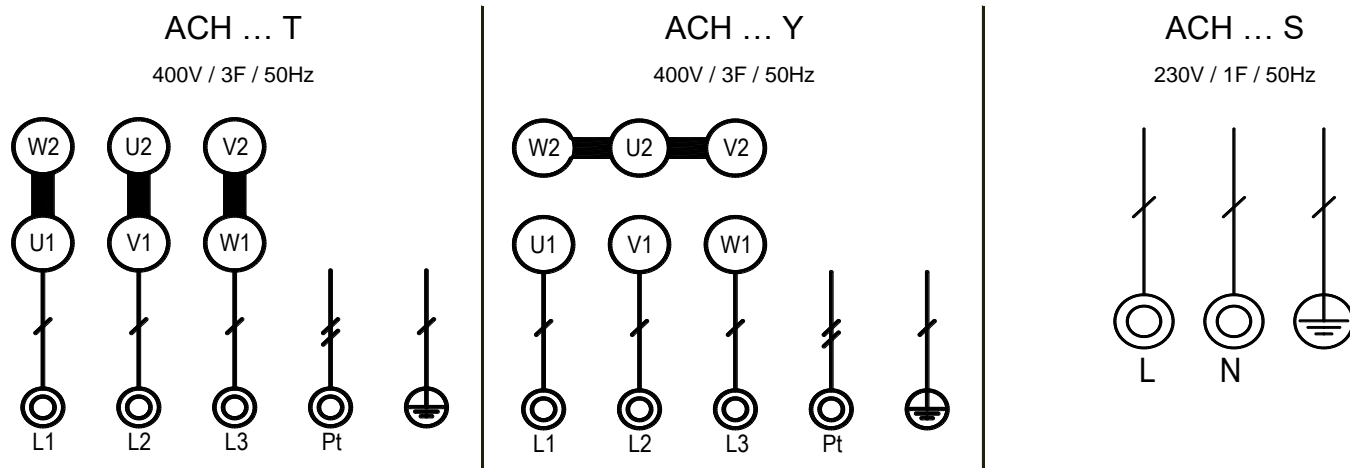 ACH … T
400V / 3F / 50Hz
W2 U2 V2
U1 V1 W1
L1 L2 L3 Pt
ACH … Y
400V / 3F / 50Hz
W2 U2 V2
U1 V1 W1
L1 L2 L3 Pt
ACH … S
230V / 1F / 50Hz
L N